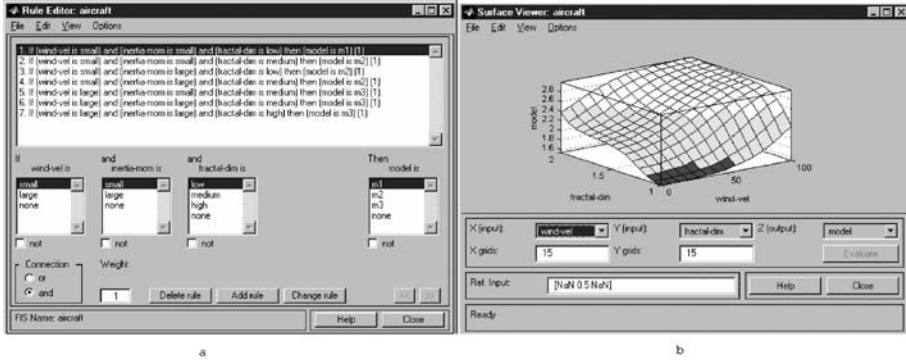 Rule Editor: aircraft
File Edit View Options
1. If (wind-vel is small) and (inertia-mom is small) and (fractal-dim is low) then (model is m1) (1)
2. If (wind-vel is small) and (inertia-mom is small) and (fractal-dim is medium) then (model is m2) (1)
3. If (wind-vel is small) and (inertia-mom is large) and (fractal-dim is low) then (model is m2) (1)
4. If (wind-vel is small) and (inertia-mom is large) and (fractal-dim is medium) then (model is m2) (1)
5. If (wind-vel is large) and (inertia-mom is small) and (fractal-dim is medium) then (model is m3) (1)
6. If (wind-vel is large) and (inertia-mom is large) and (fractal-dim is medium) then (model is m3) (1)
7. If (wind-vel is large) and (inertia-mom is large) and (fractal-dim is high) then (model is m3) (1)
If and and Then
wind-vel is inertia-mom is fractal-dim is model is
small small low m1
large large medium m2
none none high m3
none none
not not not not
Connection Weight:
or
and 1 Delete rule Add rule Change rule << >>
FIS Name: aircraft Help Close
a
Surface Viewer: aircraft
File Edit View Options
2.8
2.6
2.4
2.2
2
1.8
1.6
model
2 1.5 1
fractal-dim
0 50 100
wind-vel
X (input): wind-vel Y (input): fractal-dim Z (output): model
X grids: 15 Y grids: 15 Evaluate
Ref. Input: [NaN 0.5 NaN] Help Close
Ready
b